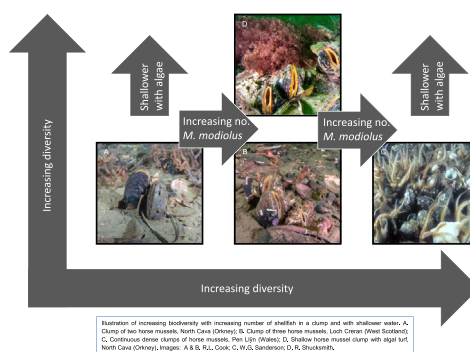 D
Shallower
with algae
Shallower
with algae
Increasing no.
M. modiolus
Increasing no.
M. modiolus
Increasing diversity
A
B
C
Increasing diversity
Illustration of increasing biodiversity with increasing number of shellfish in a clump and with shallower water. A.
Clump of two horse mussels, North Cava (Orkney); B. Clump of three horse mussels, Loch Creran (West Scotland);
C, Continuous dense clumps of horse mussels, Pen Llŷn (Wales); D, Shallow horse mussel clump with algal turf,
North Cava (Orkney). Images: A & B, R.L. Cook; C, W.G. Sanderson; D, R. Shucksmith.